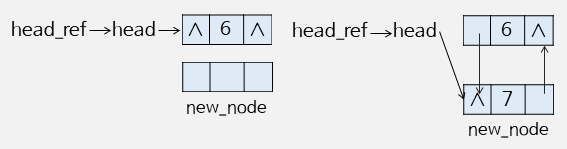 head_ref head ∧ 6 ∧
new_node
head_ref head 6 ∧
∧ 7
new_node